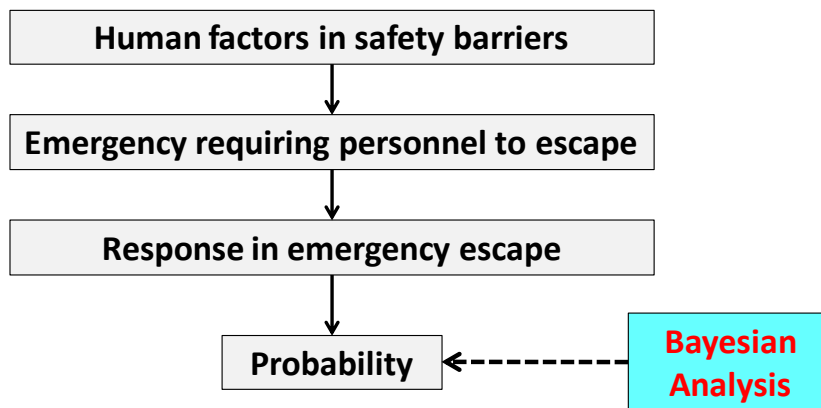 Human factors in safety barriers
Emergency requiring personnel to escape
Response in emergency escape
Probability
Bayesian
Analysis